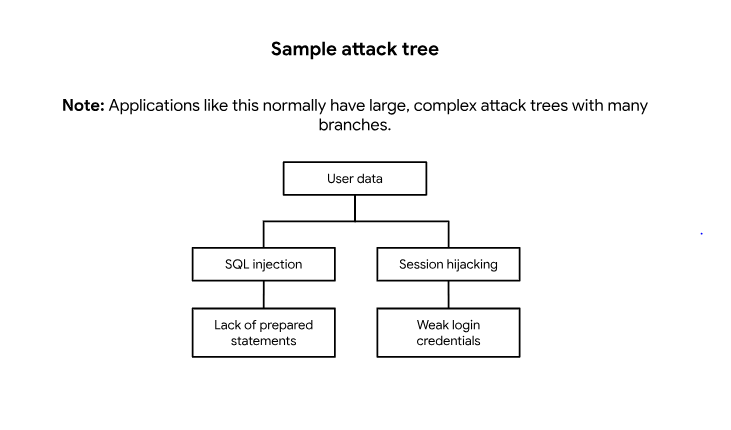 Sample attack tree
Note: Applications like this normally have large, complex attack trees with many
branches.
User data
SQL injection
Session hijacking
Lack of prepared
statements
Weak login
credentials